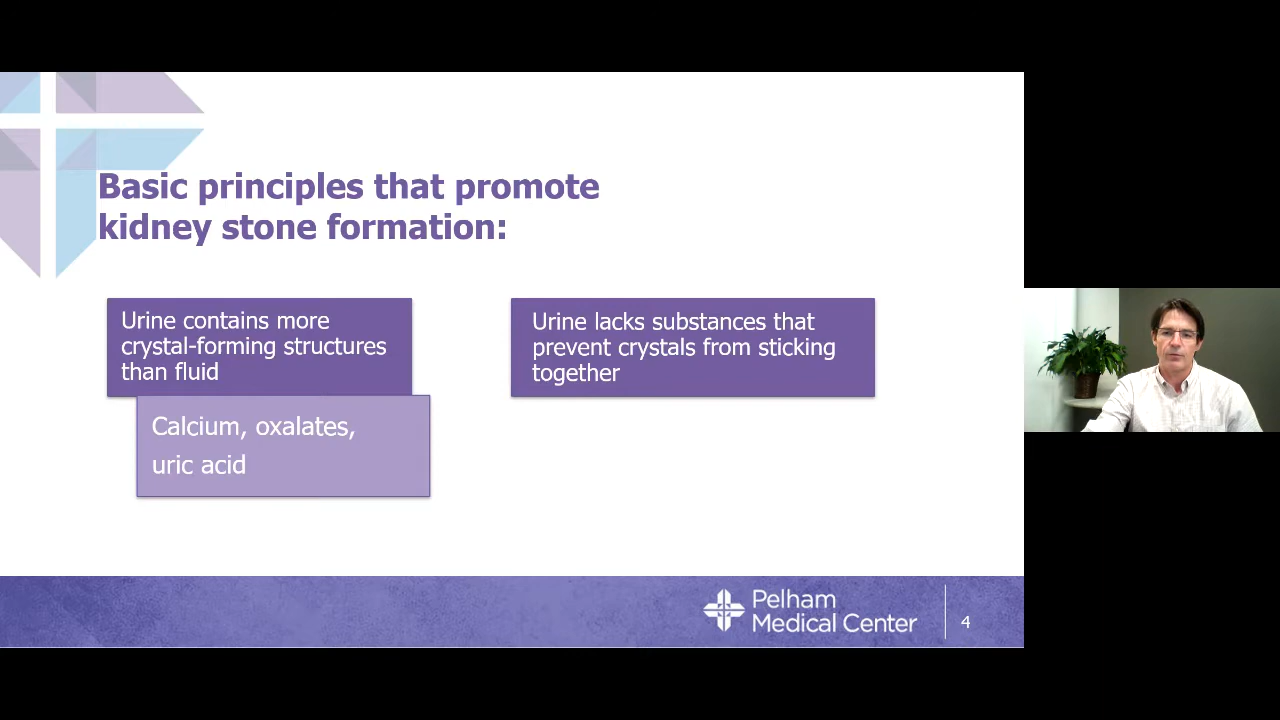 Basic principles that promote
kidney stone formation:
Urine contains more
crystal-forming structures
than fluid
Calcium, oxalates,
uric acid
Urine lacks substances that
prevent crystals from sticking
together
Pelham
Medical Center
4